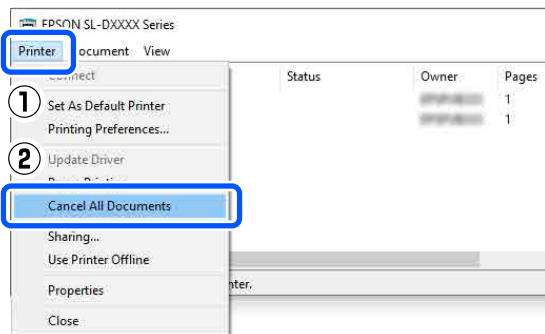 EPSON SL-DXXXX Series
Printer ocument View
Connect Status Owner Pages
① Set As Default Printer 1
Printing Preferences... 1
② Update Driver
Cancel All Documents
Sharing...
Use Printer Offline
nter.
Properties
Close